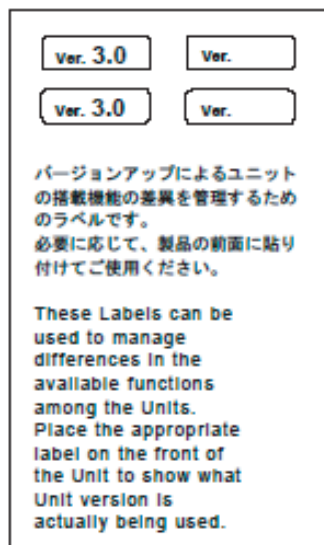 Ver. 3.0 Ver.
Ver. 3.0 Ver.
バージョンアップによるユニット
の搭載機能の差異を管理するため
のラベルです。
必要に応じて、製品の前面に貼り
付けてご使用ください。
These Labels can be
used to manage
differences in the
available functions
among the Units.
Place the appropriate
label on the front of
the Unit to show what
Unit version is
actually being used.